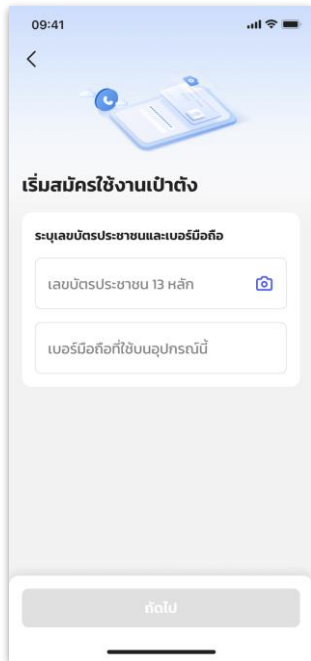 09:41
เริ่มสมัครใช้งานเป๋าตัง
ระบุเลขบัตรประชาชนและเบอร์มือถือ
เลขบัตรประชาชน 13 หลัก
เบอร์มือถือที่ใช้บนอุปกรณ์นี้
ถัดไป